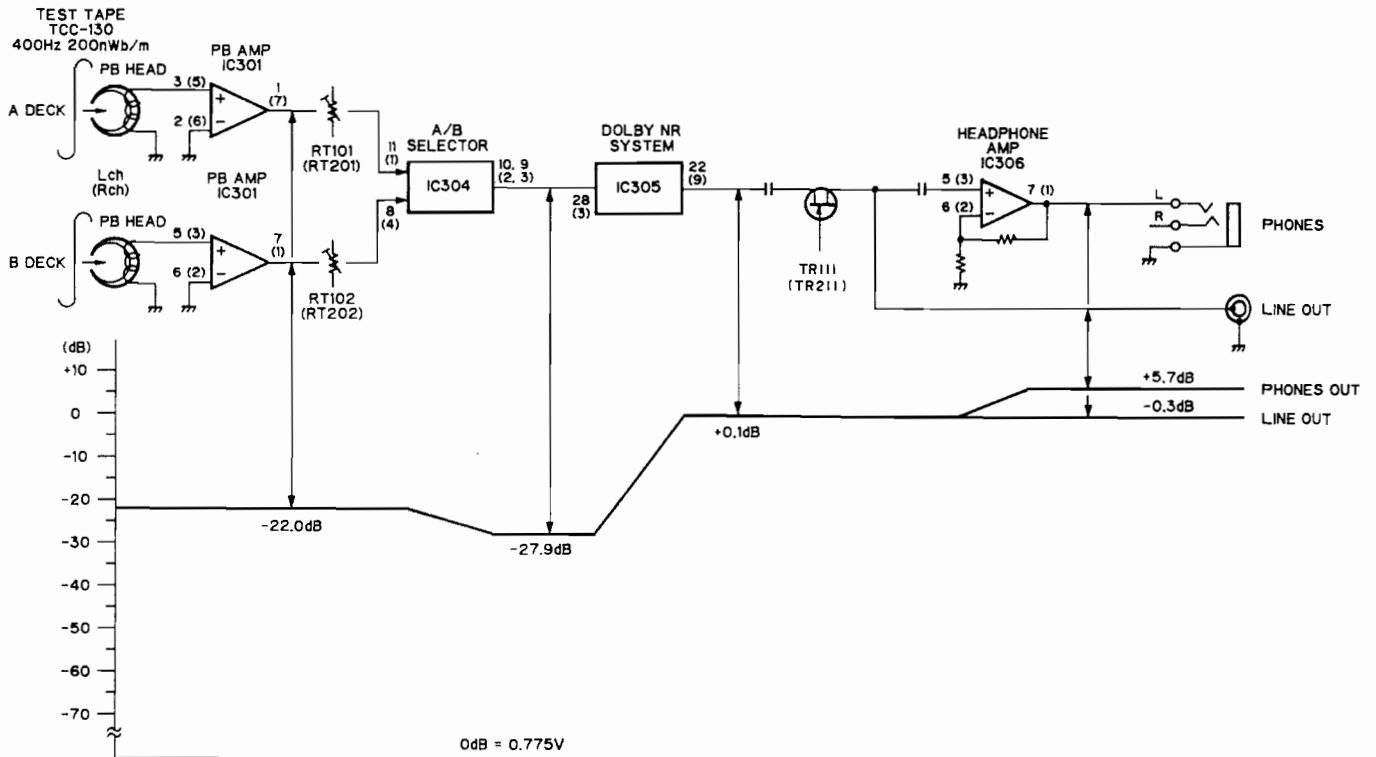 TEST TAPE
TCC-130
400Hz 200nWb/m
PB AMP
IC301
PB HEAD
3 (5)
1
(7)
A DECK
2 (6)
RT101
(RT201)
11
(1)
A/B
SELECTOR
IC304
10, 9
(2, 3)
DOLBY NR
SYSTEM
IC305
28
(3)
22
(9)
HEADPHONE
AMP
IC306
5 (3)
7 (1)
6 (2)
L
R
PHONES
Lch
(Rch)
PB AMP
IC301
8
(4)
PB HEAD
5 (3)
7
(1)
B DECK
6 (2)
RT102
(RT202)
TR111
(TR211)
LINE OUT
(dB)
+10
0
-10
-20
-30
-40
-50
-60
-70
-22.0dB
-27.9dB
+0.1dB
+5.7dB
PHONES OUT
-0.3dB
LINE OUT
0dB = 0.775V